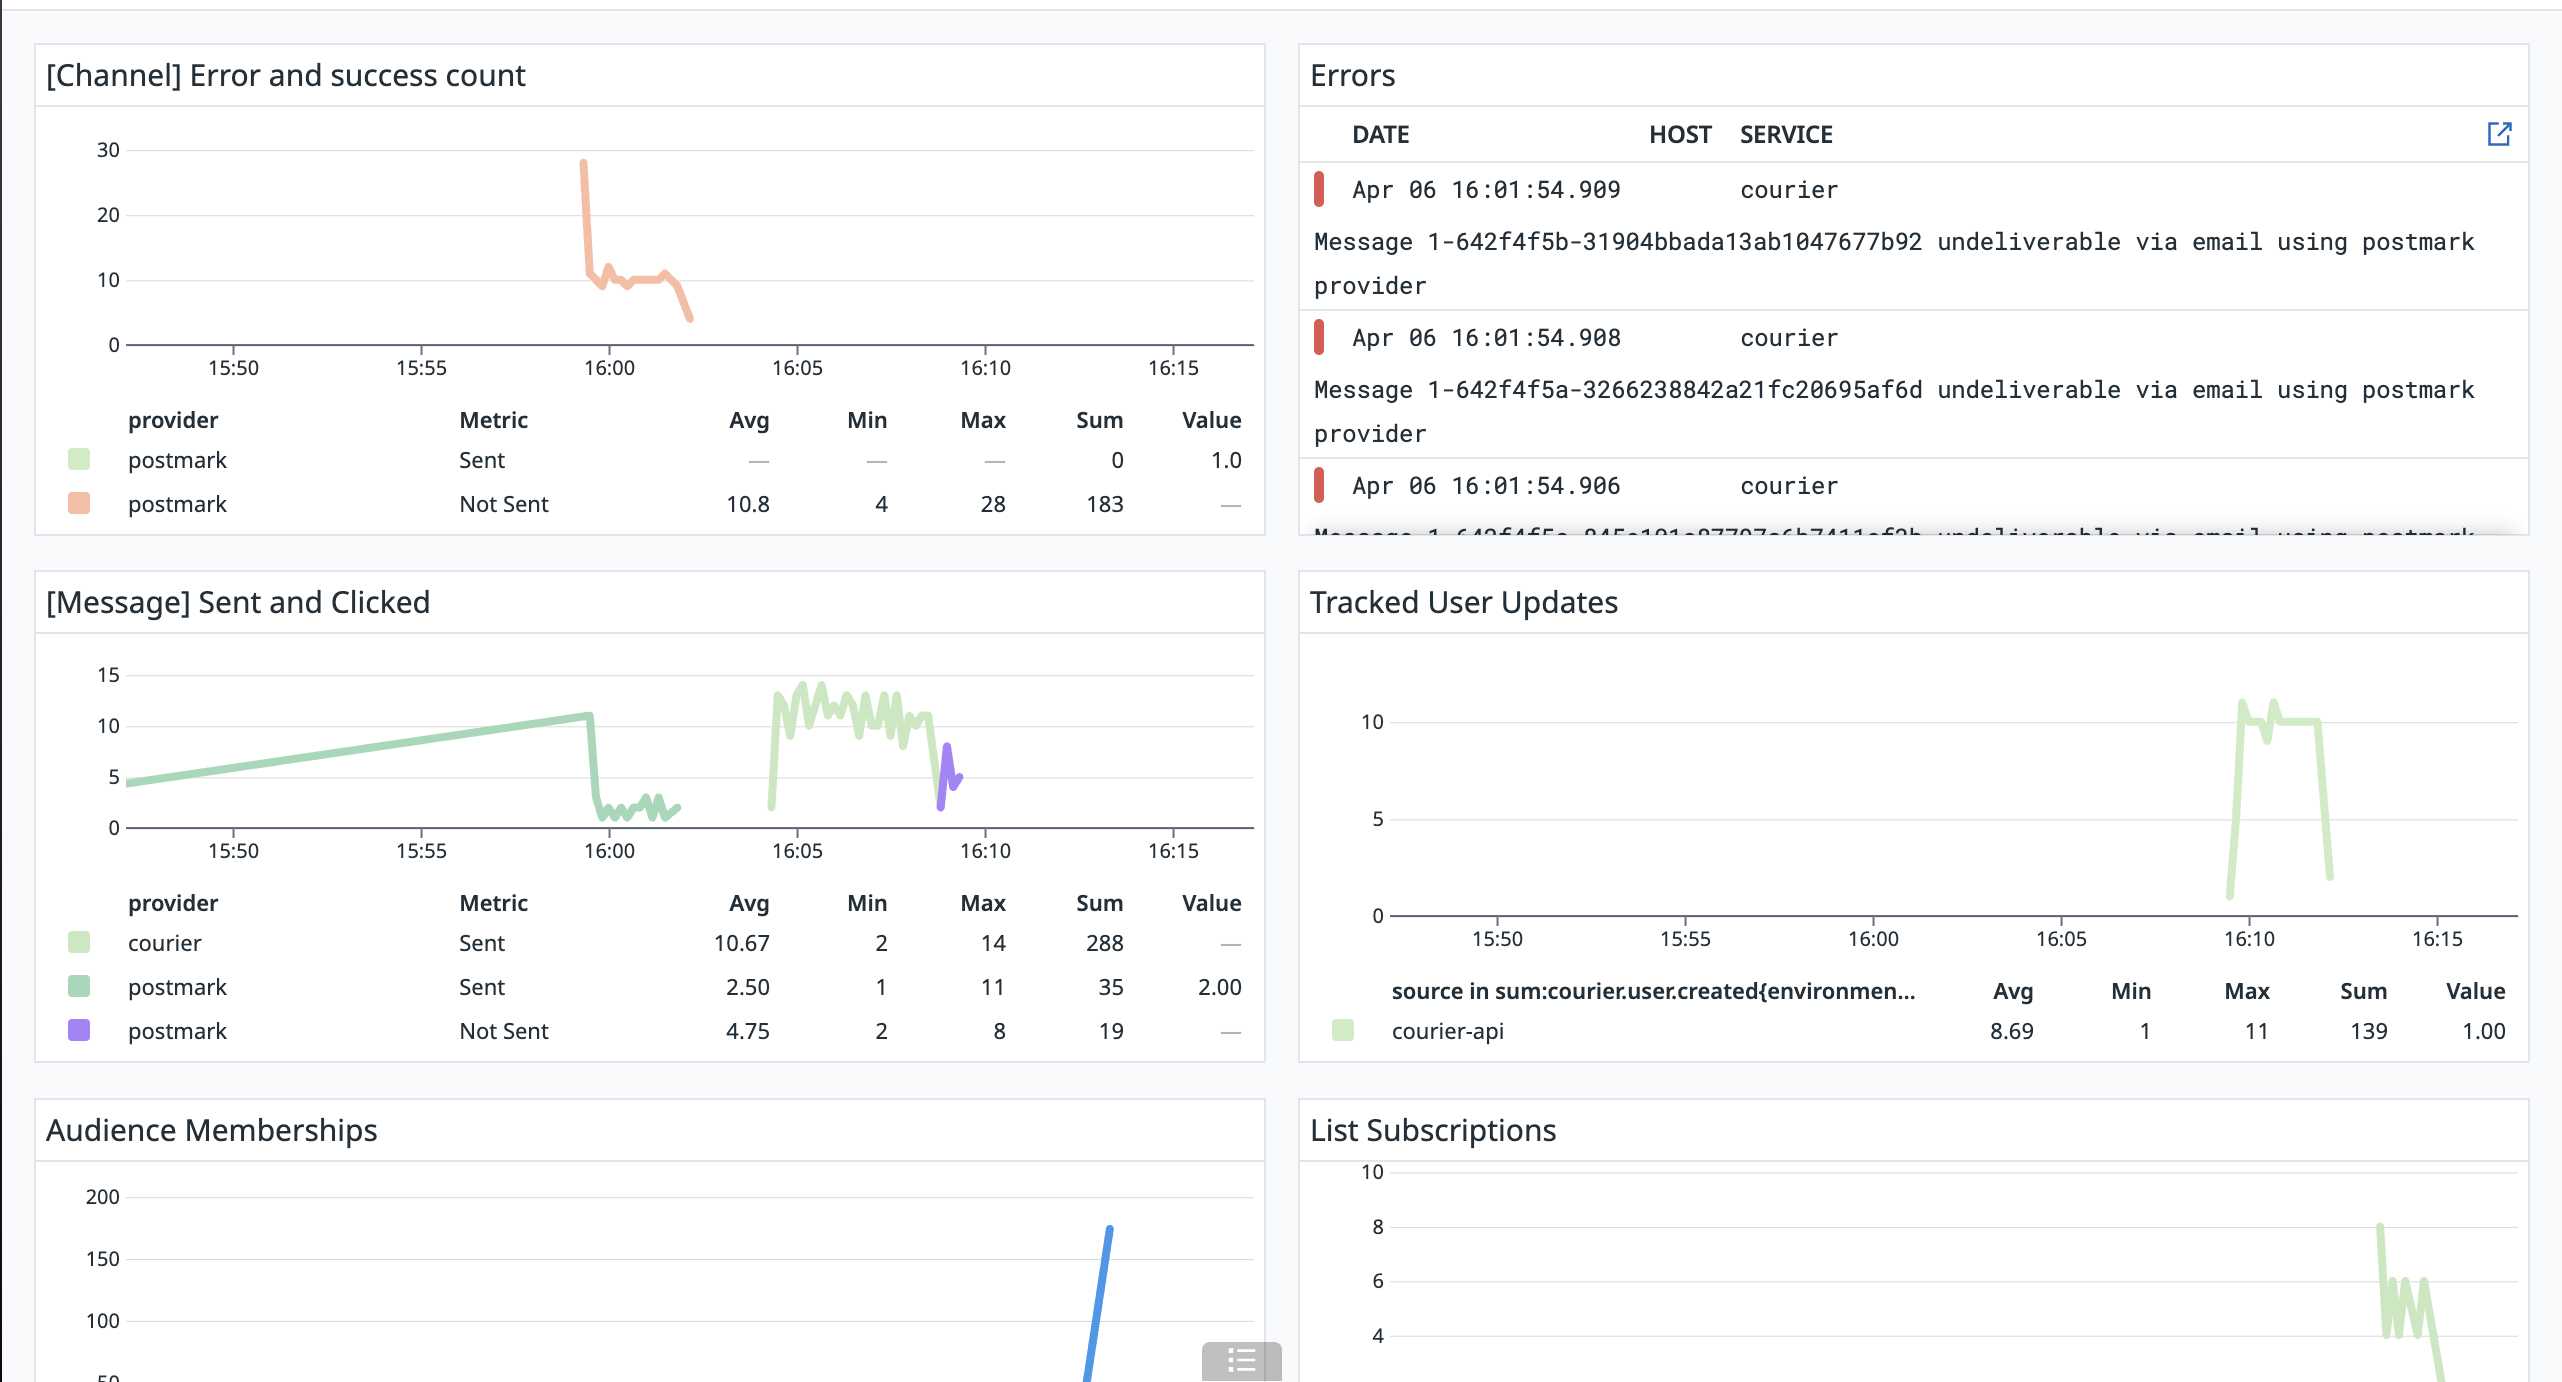 [Channel] Error and success count
30
20
10
0
15:50 15:55 16:00 16:05 16:10 16:15
provider Metric Avg Min Max Sum Value
postmark Sent — — — 0 1.0
postmark Not Sent 10.8 4 28 183 —
Errors
DATE HOST SERVICE
Apr 06 16:01:54.909 courier
Message 1-642f4f5b-31904bbada13ab1047677b92 undeliverable via email using postmark
provider
Apr 06 16:01:54.908 courier
Message 1-642f4f5a-3266238842a21fc20695af6d undeliverable via email using postmark
provider
Apr 06 16:01:54.906 courier
Message undeliverable via email using postmark
[Message] Sent and Clicked
15
10
5
0
15:50 15:55 16:00 16:05 16:10 16:15
provider Metric Avg Min Max Sum Value
courier Sent 10.67 2 14 288 —
postmark Sent 2.50 1 11 35 2.00
postmark Not Sent 4.75 2 8 19 —
Tracked User Updates
10
5
0
15:50 15:55 16:00 16:05 16:10 16:15
source in sum:courier.user.created{environmen... Avg Min Max Sum Value
courier-api 8.69 1 11 139 1.00
Audience Memberships
200
150
100
50
List Subscriptions
10
8
6
4